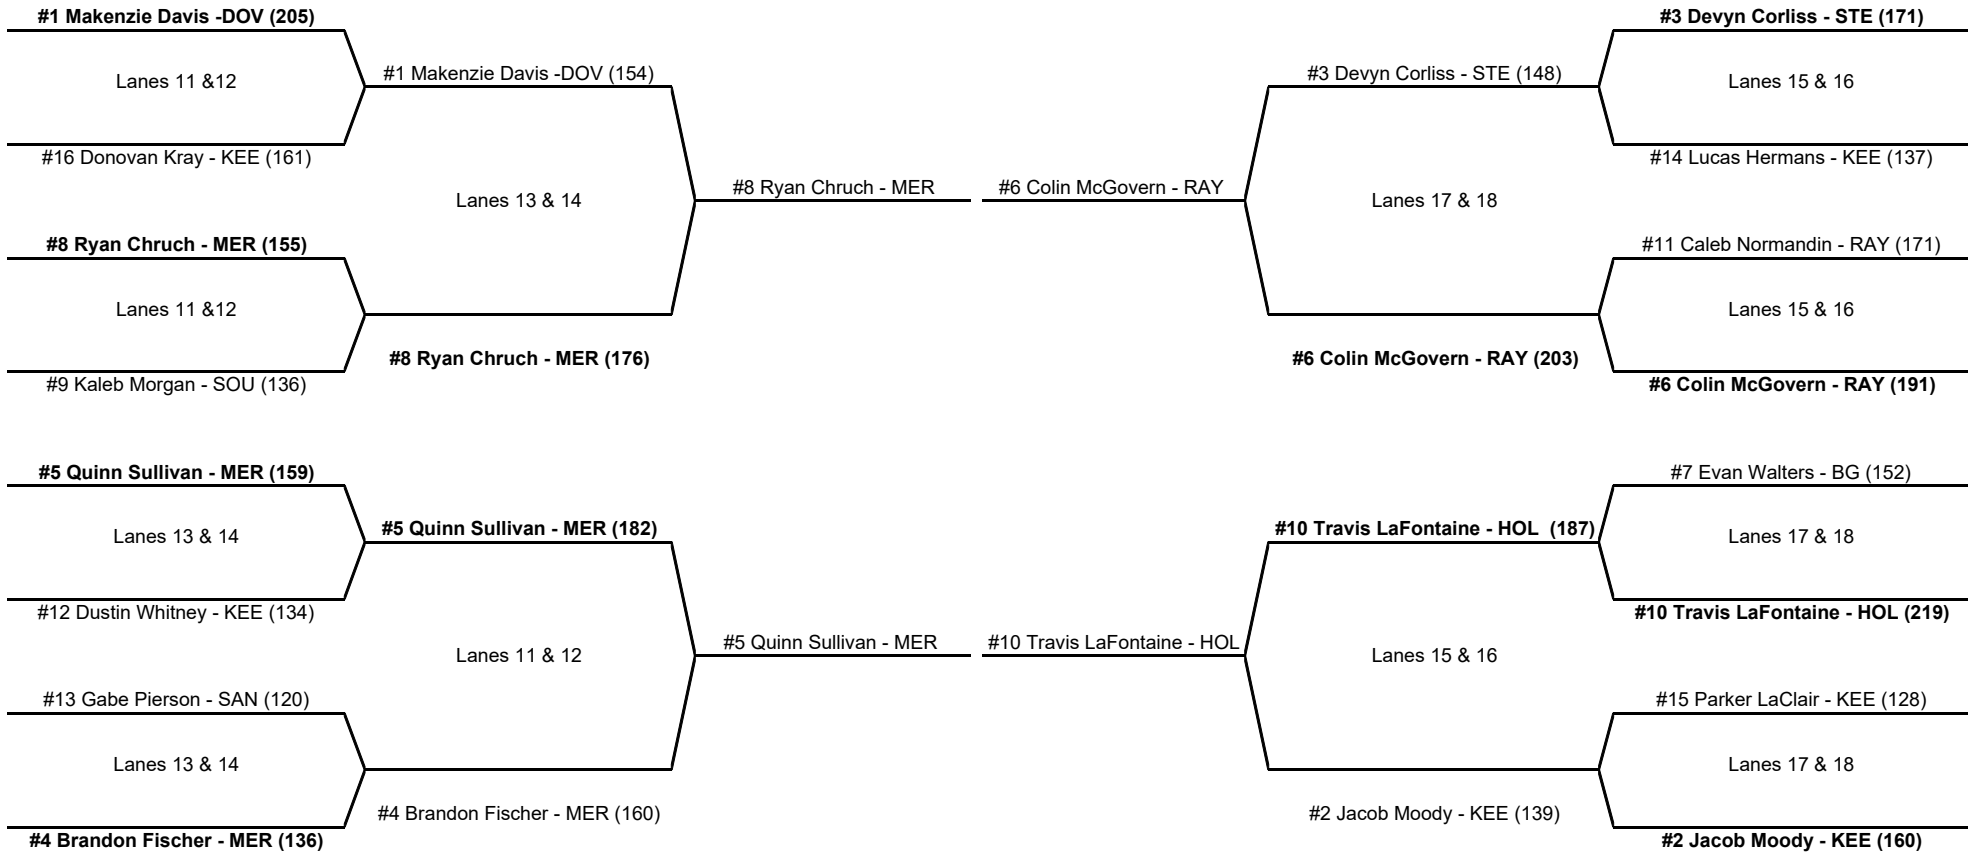 #1 Makenzie Davis -DOV (205)
#3 Devyn Corliss - STE (171)
Lanes 11 &12
#1 Makenzie Davis -DOV (154)
#3 Devyn Corliss - STE (148)
Lanes 15 & 16
#16 Donovan Kray - KEE (161)
#14 Lucas Hermans - KEE (137)
Lanes 13 & 14
#8 Ryan Chruch - MER
#6 Colin McGovern - RAY
Lanes 17 & 18
#8 Ryan Chruch - MER (155)
#11 Caleb Normandin - RAY (171)
Lanes 11 &12
Lanes 15 & 16
#8 Ryan Chruch - MER (176)
#6 Colin McGovern - RAY (203)
#9 Kaleb Morgan - SOU (136)
#6 Colin McGovern - RAY (191)
#5 Quinn Sullivan - MER (159)
#7 Evan Walters - BG (152)
Lanes 13 & 14
#5 Quinn Sullivan - MER (182)
#10 Travis LaFontaine - HOL  (187)
Lanes 17 & 18
#12 Dustin Whitney - KEE (134)
#10 Travis LaFontaine - HOL (219)
Lanes 11 & 12
#5 Quinn Sullivan - MER
#10 Travis LaFontaine - HOL
Lanes 15 & 16
#13 Gabe Pierson - SAN (120)
#15 Parker LaClair - KEE (128)
Lanes 13 & 14
Lanes 17 & 18
#4 Brandon Fischer - MER (160)
#2 Jacob Moody - KEE (139)
#4 Brandon Fischer - MER (136)
#2 Jacob Moody - KEE (160)